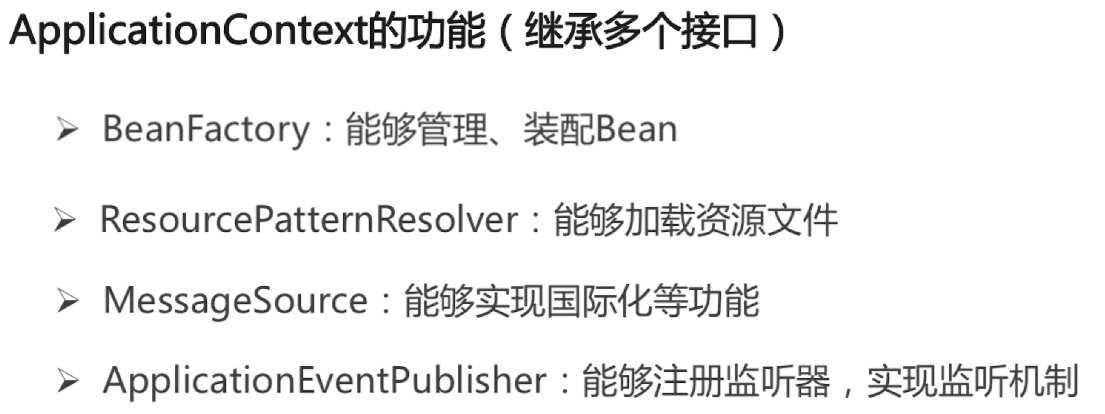 ApplicationContext的功能（继承多个接口）
➢ BeanFactory：能够管理、装配Bean
➢ ResourcePatternResolver：能够加载资源文件
➢ MessageSource：能够实现国际化等功能
➢ ApplicationEventPublisher：能够注册监听器，实现监听机制